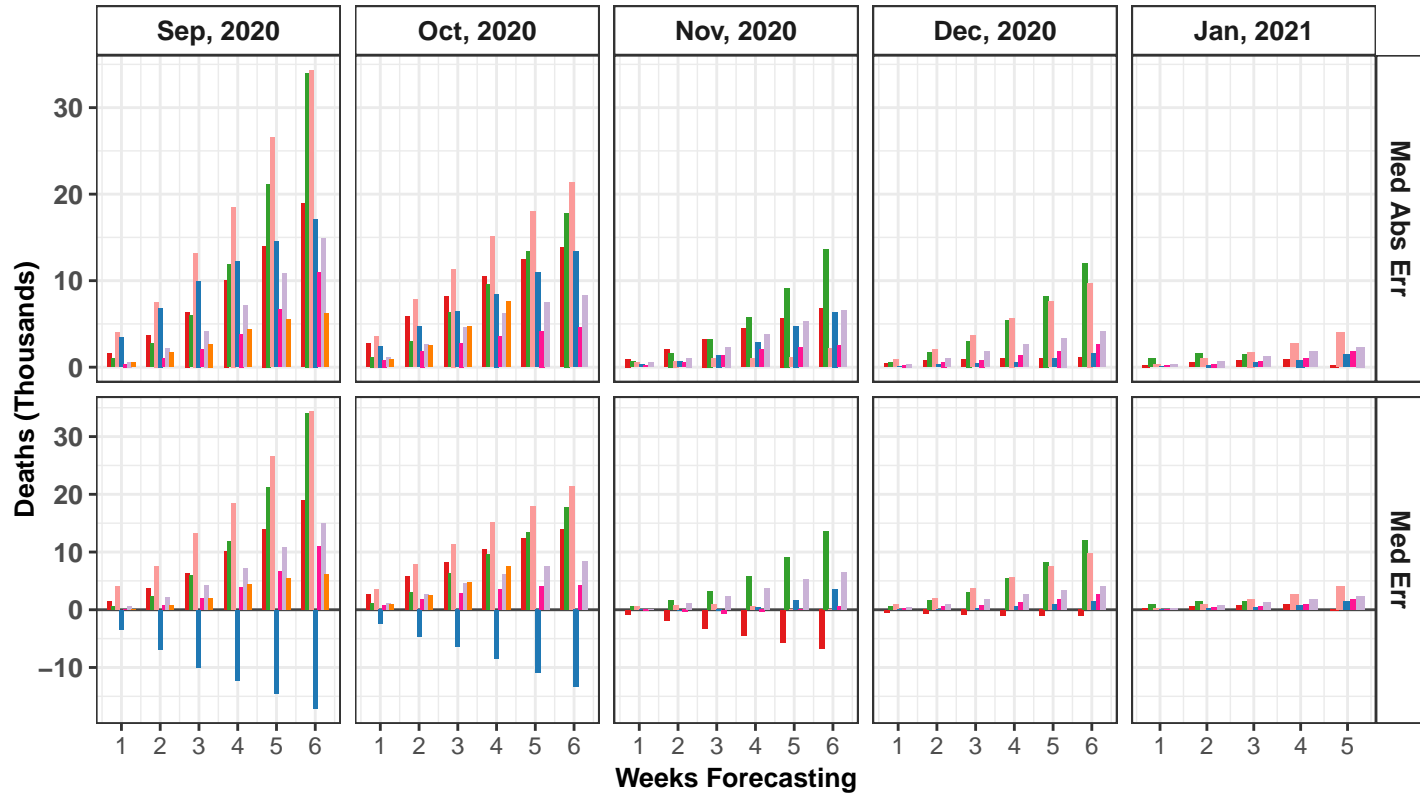 Sep, 2020 Oct, 2020 Nov, 2020 Dec, 2020 Jan, 2021
30
20
10
0
Med Abs Err
30
20
10
0
−10
Med Err
Deaths (Thousands)
1 2 3 4 5 6 1 2 3 4 5 6 1 2 3 4 5 6 1 2 3 4 5 6 1 2 3 4 5
Weeks Forecasting